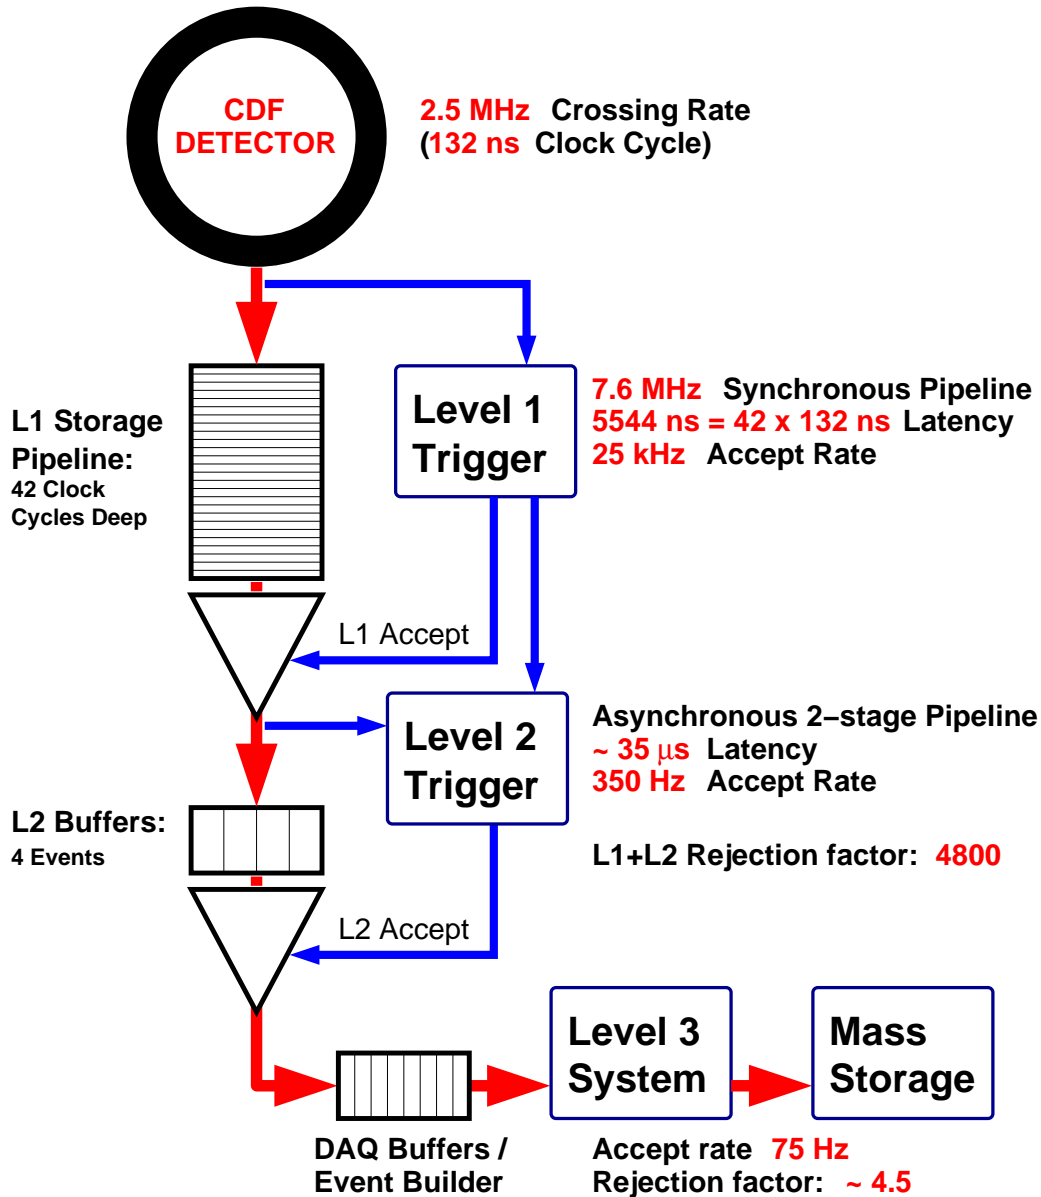 CDF
DETECTOR
2.5 MHz Crossing Rate
(132 ns Clock Cycle)
L1 Storage
Pipeline:
42 Clock
Cycles Deep
Level 1
Trigger
7.6 MHz Synchronous Pipeline
5544 ns = 42 x 132 ns Latency
25 kHz Accept Rate
L1 Accept
Level 2
Trigger
Asynchronous 2−stage Pipeline
~ 35 μs Latency
350 Hz Accept Rate
L2 Buffers:
4 Events
L1+L2 Rejection factor: 4800
L2 Accept
Level 3
System
Mass
Storage
DAQ Buffers /
Event Builder
Accept rate 75 Hz
Rejection factor: ~ 4.5